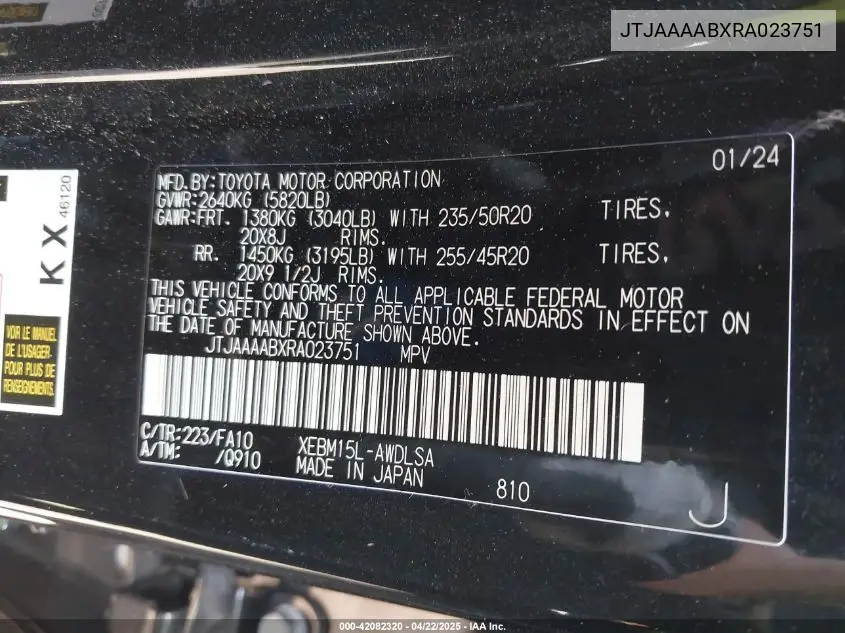 JTJAAAABXRA023751
01/24
MFD.BY:TOYOTA MOTOR CORPORATION
GVWR:2640KG (5820LB)
GAWR:FRT. 1380KG (3040LB) WITH 235/50R20 TIRES,
20X8J RIMS.
RR. 1450KG (3195LB) WITH 255/45R20 TIRES,
20X9 1/2J RIMS.
THIS VEHICLE CONFORMS TO ALL APPLICABLE FEDERAL MOTOR
VEHICLE SAFETY AND THEFT PREVENTION STANDARDS IN EFFECT ON
THE DATE OF MANUFACTURE SHOWN ABOVE.
JTJAAAABXRA023751 MPV
C/TR:223/FA10 XEBM15L-AWDLSA
A/TM: /Q910 MADE IN JAPAN
810
J
KX
46120
VOIR LE MANUEL
DE L'USAGER
POUR PLUS DE
RENSEIGNEMENTS.
000-42082320 - 04/22/2025 - IAA Inc.